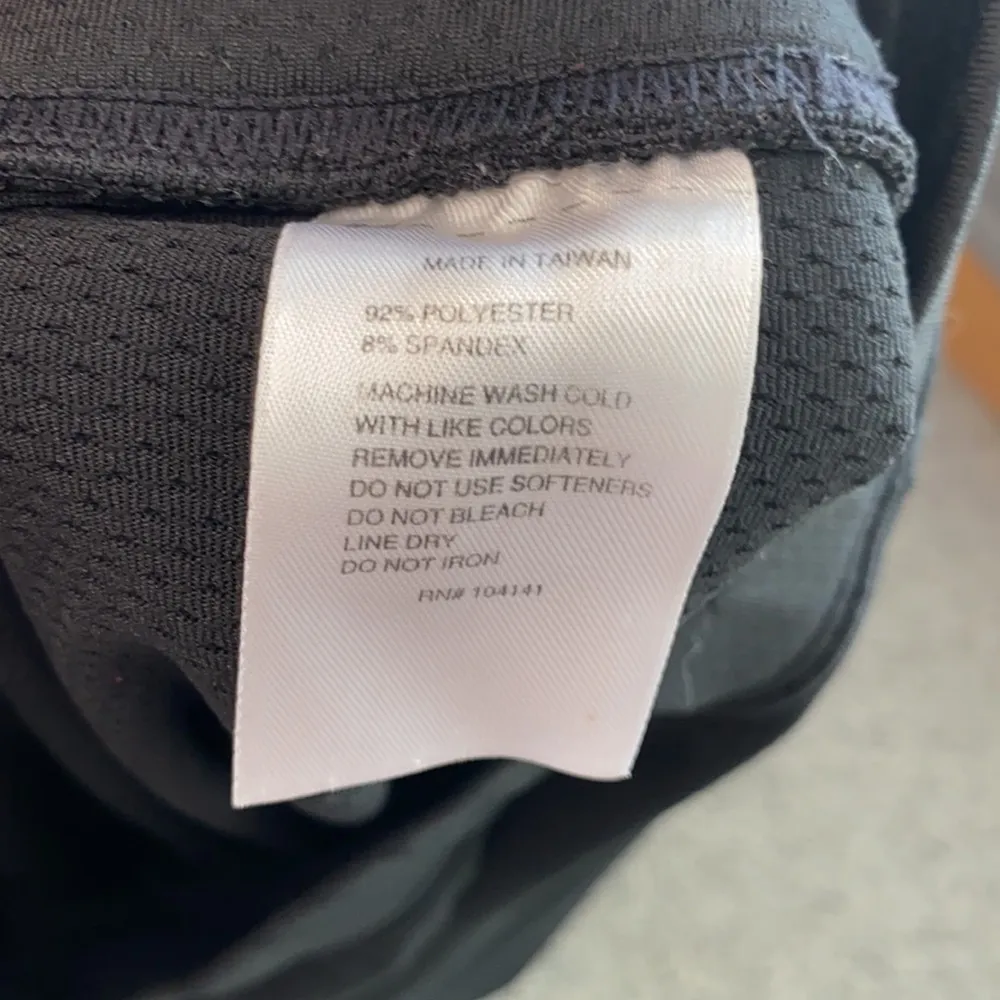 MADE IN TAIWAN
92% POLYESTER
8% SPANDEX
MACHINE WASH COLD
WITH LIKE COLORS
REMOVE IMMEDIATELY
DO NOT USE SOFTENERS
DO NOT BLEACH
LINE DRY
DO NOT IRON
RN# 104141